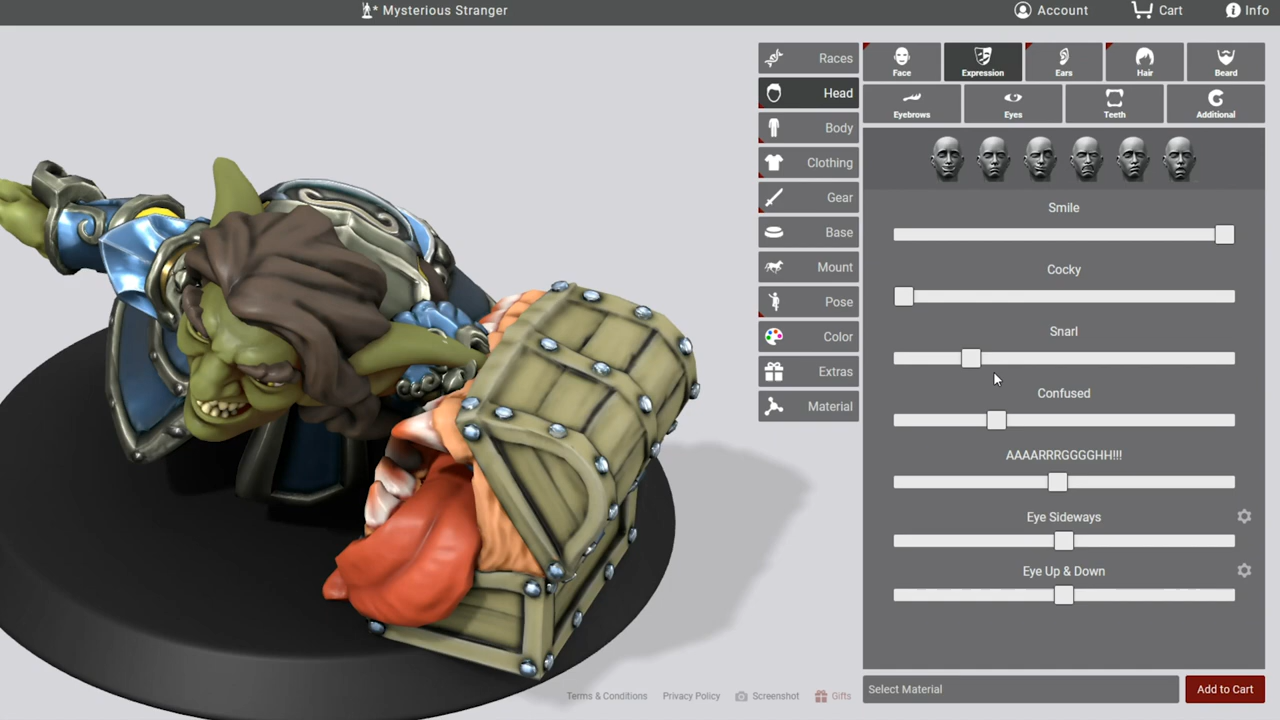 * Mysterious Stranger
Account
Cart
Info
Races
Head
Body
Clothing
Gear
Base
Mount
Pose
Color
Extras
Material
Face
Expression
Ears
Hair
Beard
Eyebrows
Eyes
Teeth
Additional
Smile
Cocky
Snarl
Confused
AAAARRRGGGGHH!!!
Eye Sideways
Eye Up & Down
Terms & Conditions
Privacy Policy
Screenshot
Gifts
Select Material
Add to Cart